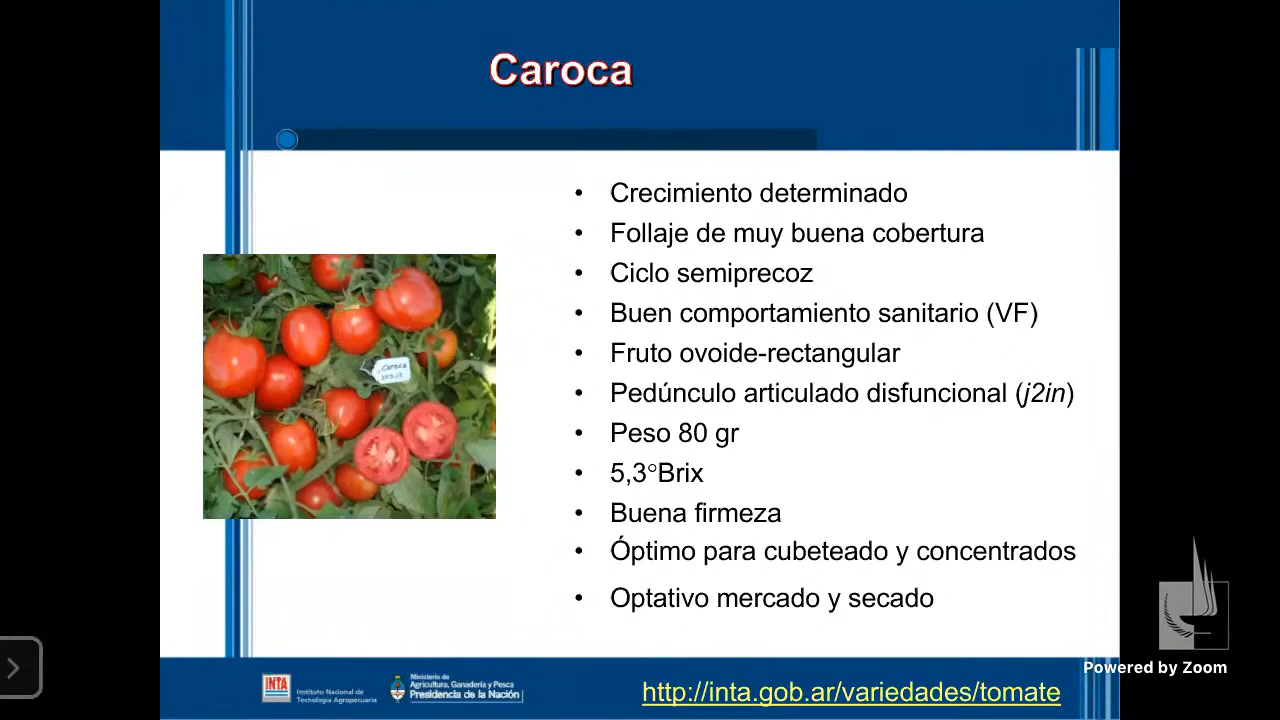 Caroca
• Crecimiento determinado
• Follaje de muy buena cobertura
• Ciclo semiprecoz
• Buen comportamiento sanitario (VF)
• Fruto ovoide-rectangular
• Pedúnculo articulado disfuncional (j2in)
• Peso 80 gr
• 5,3°Brix
• Buena firmeza
• Óptimo para cubeteado y concentrados
• Optativo mercado y secado
Caroca
INTA
Instituto Nacional de
Tecnología Agropecuaria
Ministerio de
Agricultura, Ganadería y Pesca
Presidencia de la Nación
http://inta.gob.ar/variedades/tomate
Powered by Zoom